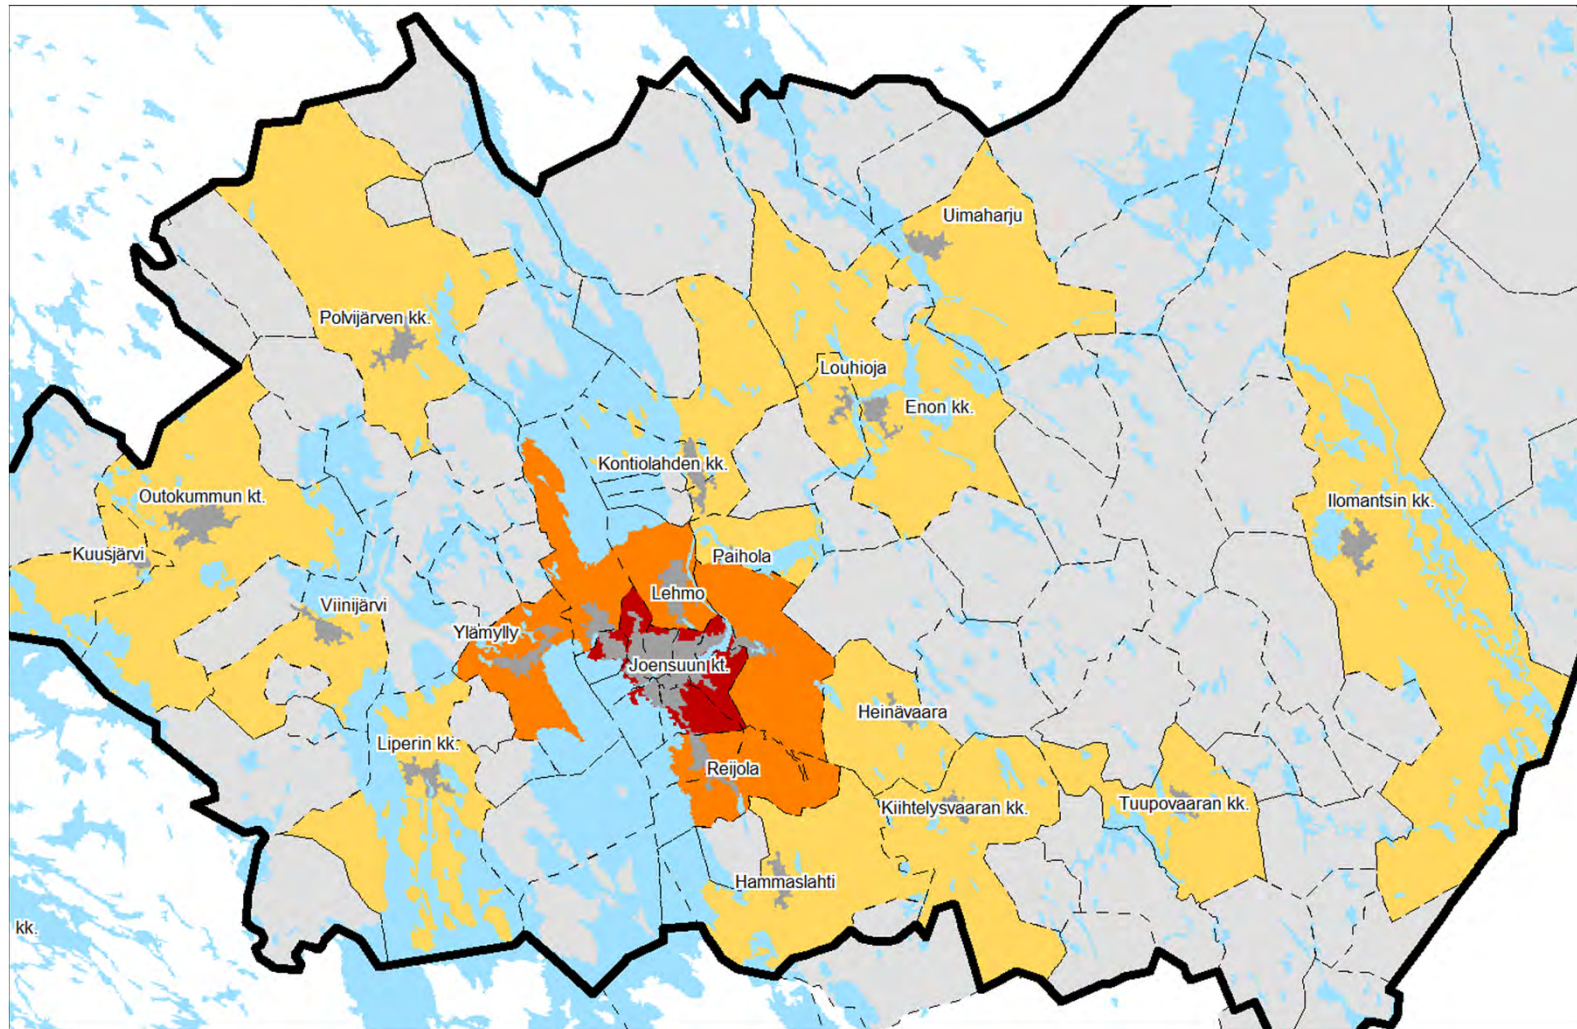 Uimaharju
Polvijärven kk.
Louhioja
Enon kk.
Kontiolahden kk.
Outokummun kt.
Ilomantsin kk.
Kuusjärvi
Paihola
Lehmo
Viinijärvi
Ylämylly
Joensuun kt.
Heinävaara
Liperin kk.
Reijola
Kiihtelysvaaran kk.
Tuupovaaran kk.
Hammaslahti
kk.